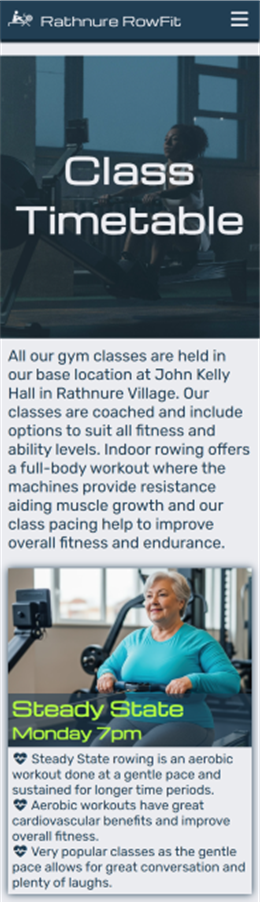 Rathnure RowFit
Class
Timetable
All our gym classes are held in
our base location at John Kelly
Hall in Rathnure Village. Our
classes are coached and include
options to suit all fitness and
ability levels. Indoor rowing offers
a full-body workout where the
machines provide resistance
aiding muscle growth and our
class pacing help to improve
overall fitness and endurance.
Steady State
Monday 7pm
Steady State rowing is an aerobic
workout done at a gentle pace and
sustained for longer time periods.
Aerobic workouts have great
cardiovascular benefits and improve
overall fitness.
Very popular classes as the gentle
pace allows for great conversation and
plenty of laughs.